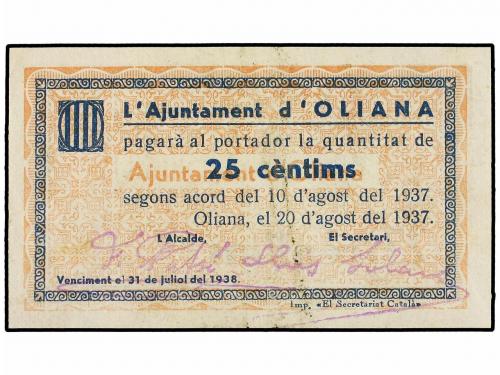 L'Ajuntament d'OLIANA
pagarà al portador la quantitat de
25 cèntims
Ajuntament
segons acord del 10 d'agost del 1937.
Oliana, el 20 d'agost del 1937.
L'Alcalde, El Secretari,
Venciment el 31 de juliol del 1938.
Imp. «El Secretariat Català»